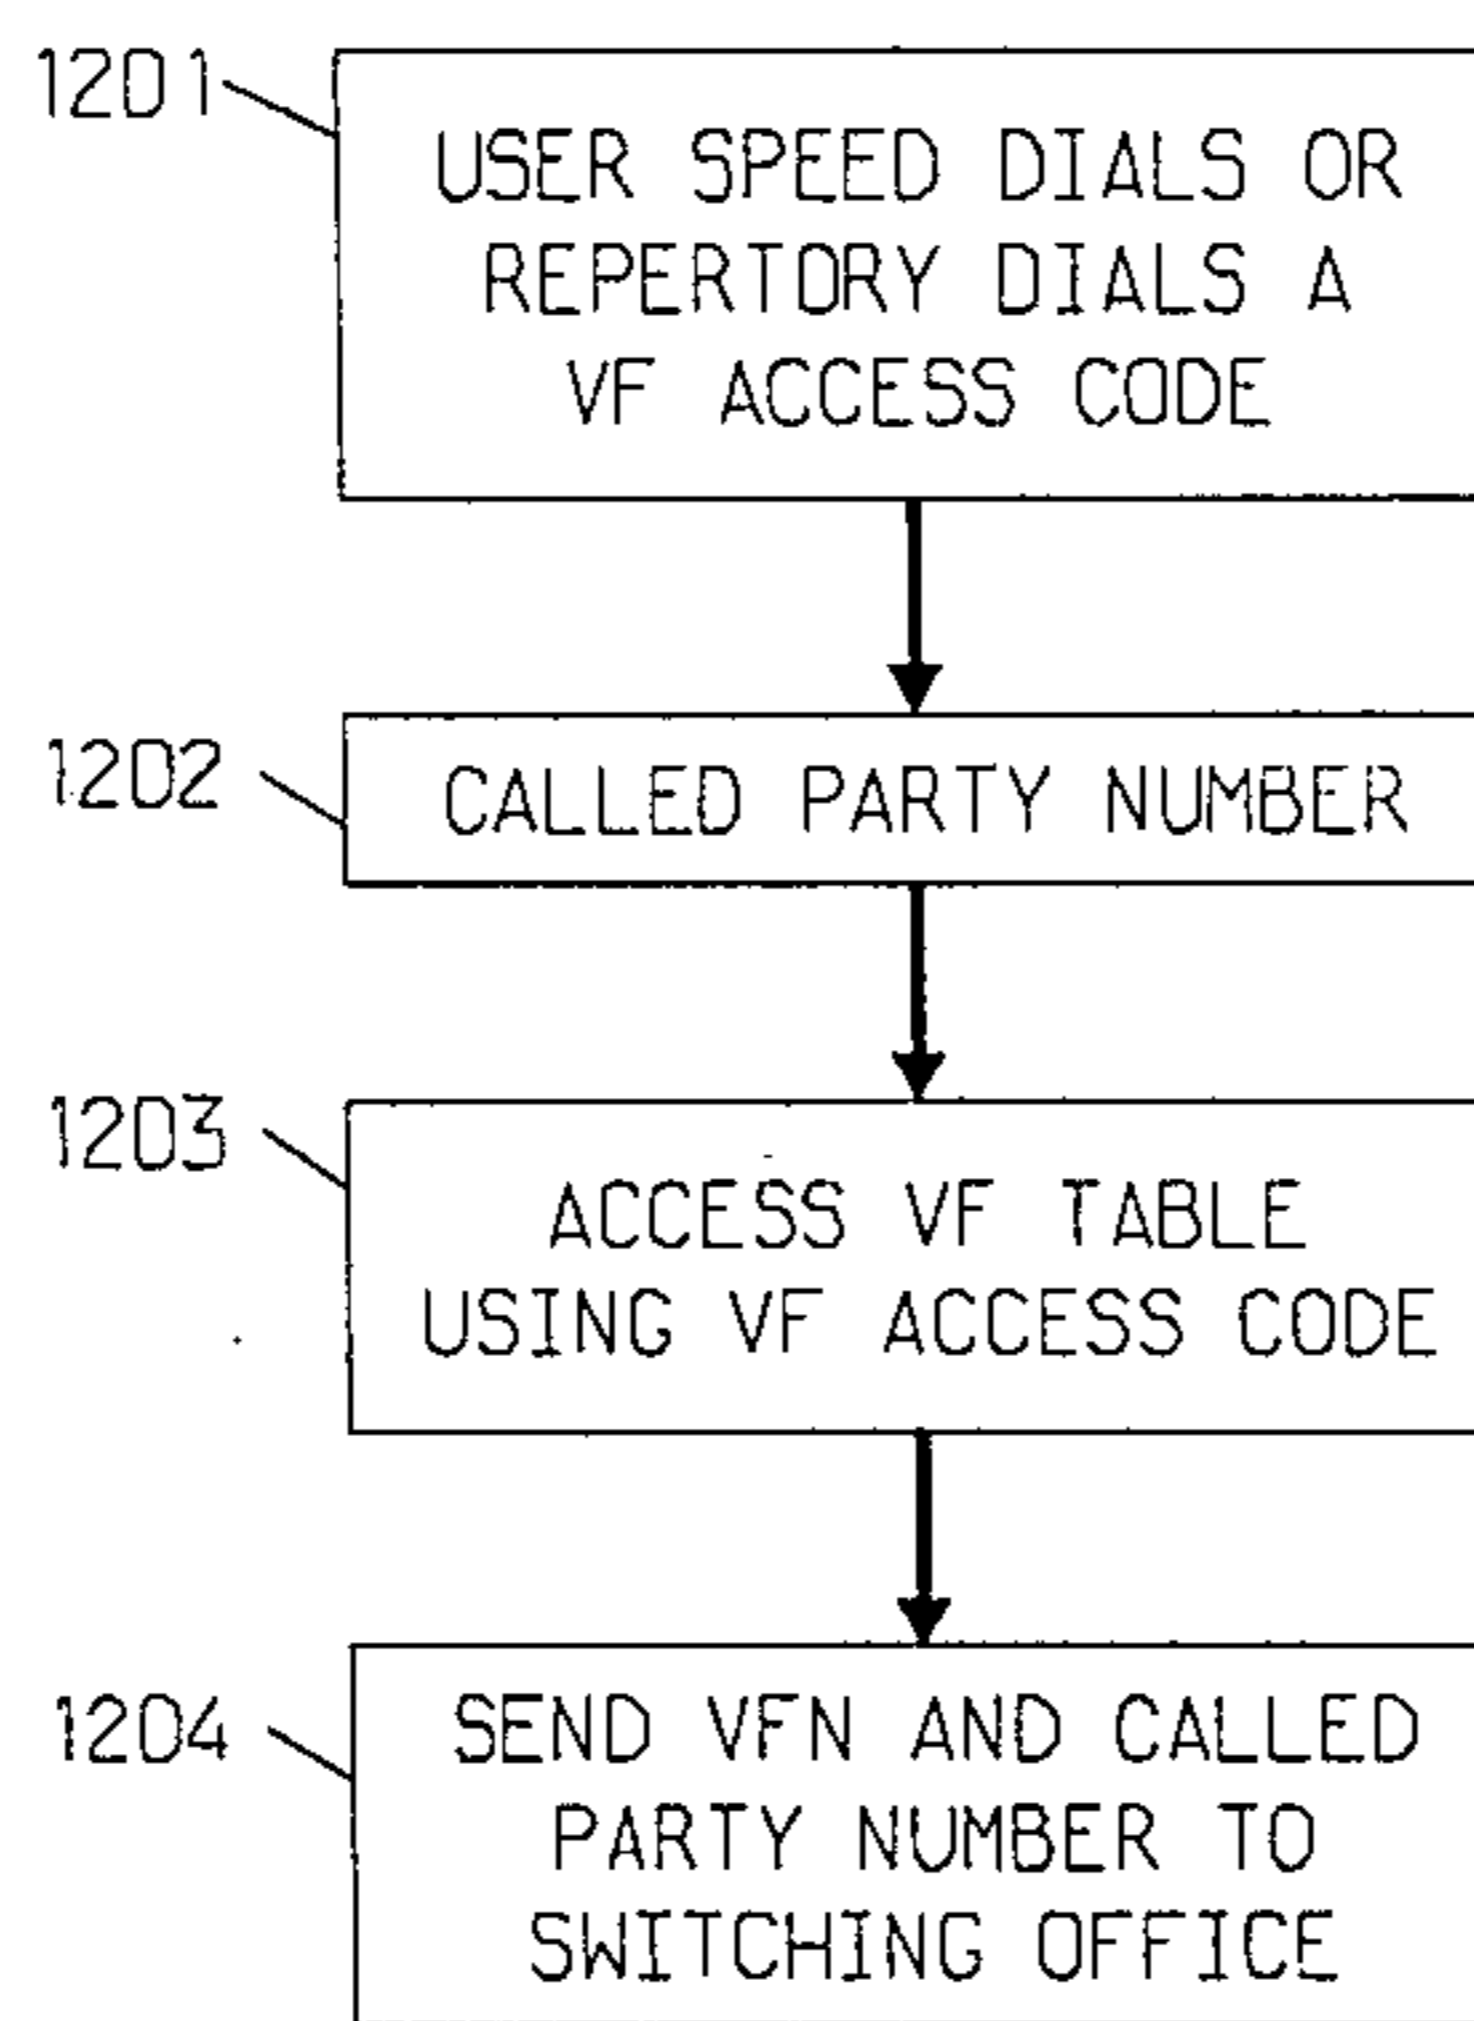 1201
USER SPEED DIALS OR
REPERTORY DIALS A
VF ACCESS CODE
1202
CALLED PARTY NUMBER
1203
ACCESS VF TABLE
USING VF ACCESS CODE
1204
SEND VFN AND CALLED
PARTY NUMBER TO
SWITCHING OFFICE